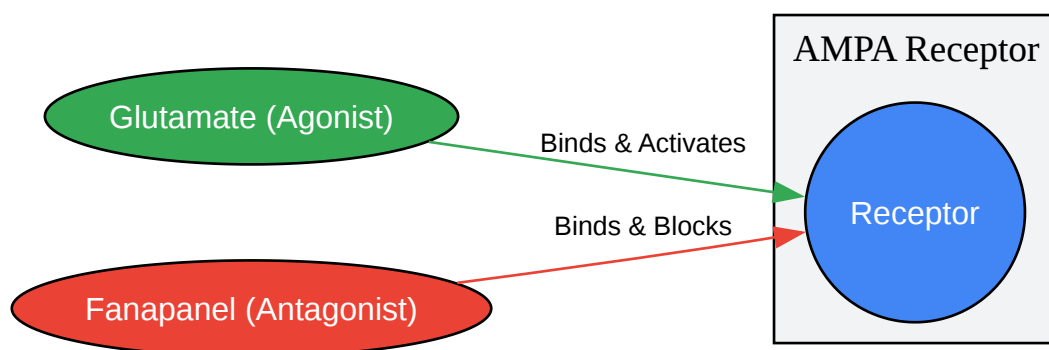 AMPA Receptor
Glutamate (Agonist)
Binds & Activates
Receptor
Binds & Blocks
Fanapanel (Antagonist)